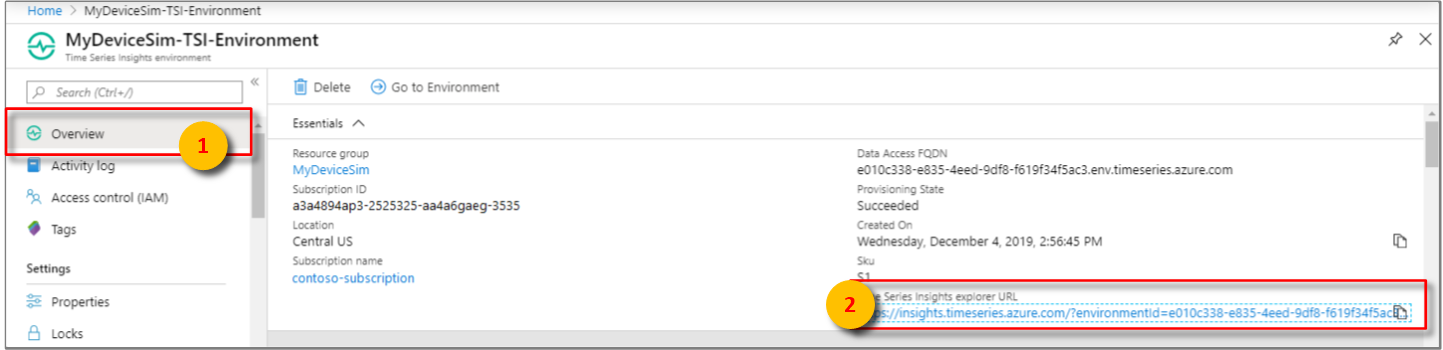 Home > MyDeviceSim-TSI-Environment
MyDeviceSim-TSI-Environment
Time Series Insights environment
Search (Ctrl+/)
«
Overview
1
Activity log
Access control (IAM)
Tags
Settings
Properties
Locks
Delete
Go to Environment
Essentials
Resource group
MyDeviceSim
Subscription ID
a3a4894ap3-2525325-aa4a6gaeg-3535
Location
Central US
Subscription name
contoso-subscription
Data Access FQDN
e010c338-e835-4eed-9df8-f619f34f5ac3.env.timeseries.azure.com
Provisioning State
Succeeded
Created On
Wednesday, December 4, 2019, 2:56:45 PM
Sku
S1
2
Series Insights explorer URL
s://insights.timeseries.azure.com/?environmentId=e010c338-e835-4eed-9df8-f619f34f5ac